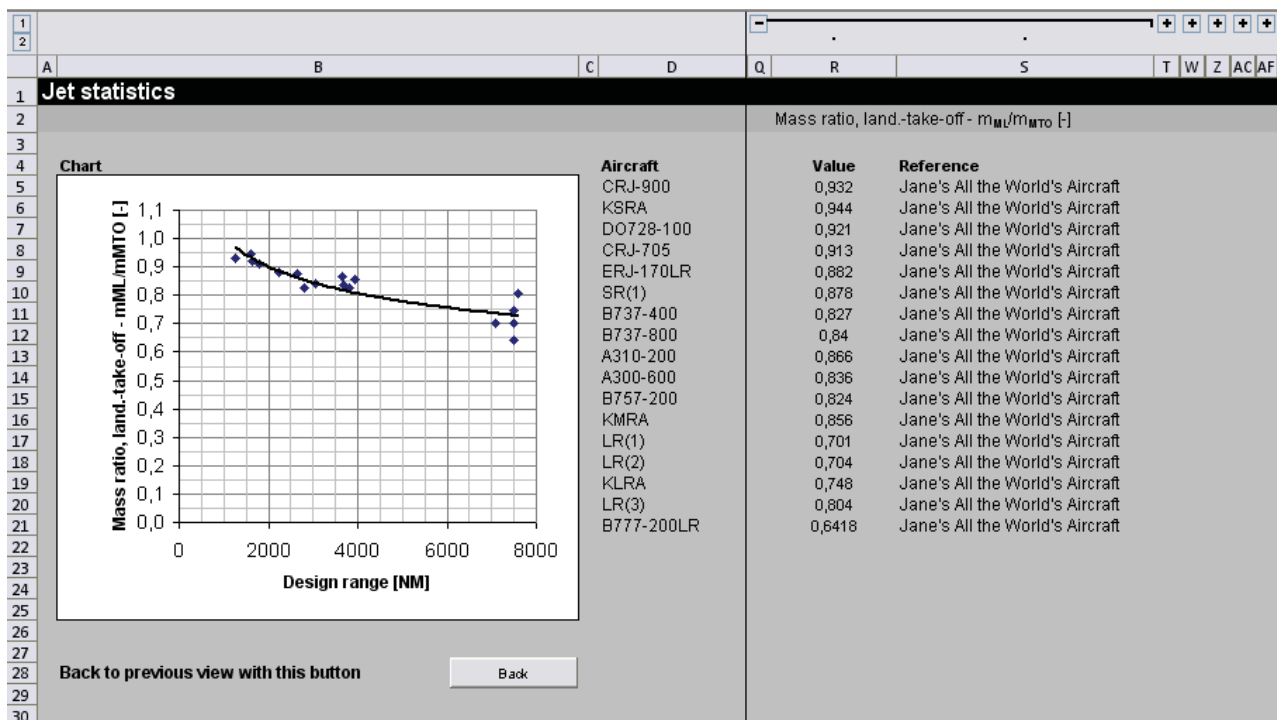 1
2
A B C D Q R S T W Z AC AF
1 Jet statistics
2 Mass ratio, land.-take-off - mML/mMTO [-]
3
4 Chart Aircraft Value Reference
5 CRJ-900 0,932 Jane's All the World's Aircraft
6 KSRA 0,944 Jane's All the World's Aircraft
7 DO728-100 0,921 Jane's All the World's Aircraft
8 CRJ-705 0,913 Jane's All the World's Aircraft
9 ERJ-170LR 0,882 Jane's All the World's Aircraft
10 SR(1) 0,878 Jane's All the World's Aircraft
11 B737-400 0,827 Jane's All the World's Aircraft
12 B737-800 0,84 Jane's All the World's Aircraft
13 A310-200 0,866 Jane's All the World's Aircraft
14 A300-600 0,836 Jane's All the World's Aircraft
15 B757-200 0,824 Jane's All the World's Aircraft
16 KMRA 0,856 Jane's All the World's Aircraft
17 LR(1) 0,701 Jane's All the World's Aircraft
18 LR(2) 0,704 Jane's All the World's Aircraft
19 KLRA 0,748 Jane's All the World's Aircraft
20 LR(3) 0,804 Jane's All the World's Aircraft
21 B777-200LR 0,6418 Jane's All the World's Aircraft
22
23
24
25
26
27
28 Back to previous view with this button Back
29
30
Mass ratio, land.-take-off - mML/mMTO [-]
1,1
1,0
0,9
0,8
0,7
0,6
0,5
0,4
0,3
0,2
0,1
0,0
0 2000 4000 6000 8000
Design range [NM]